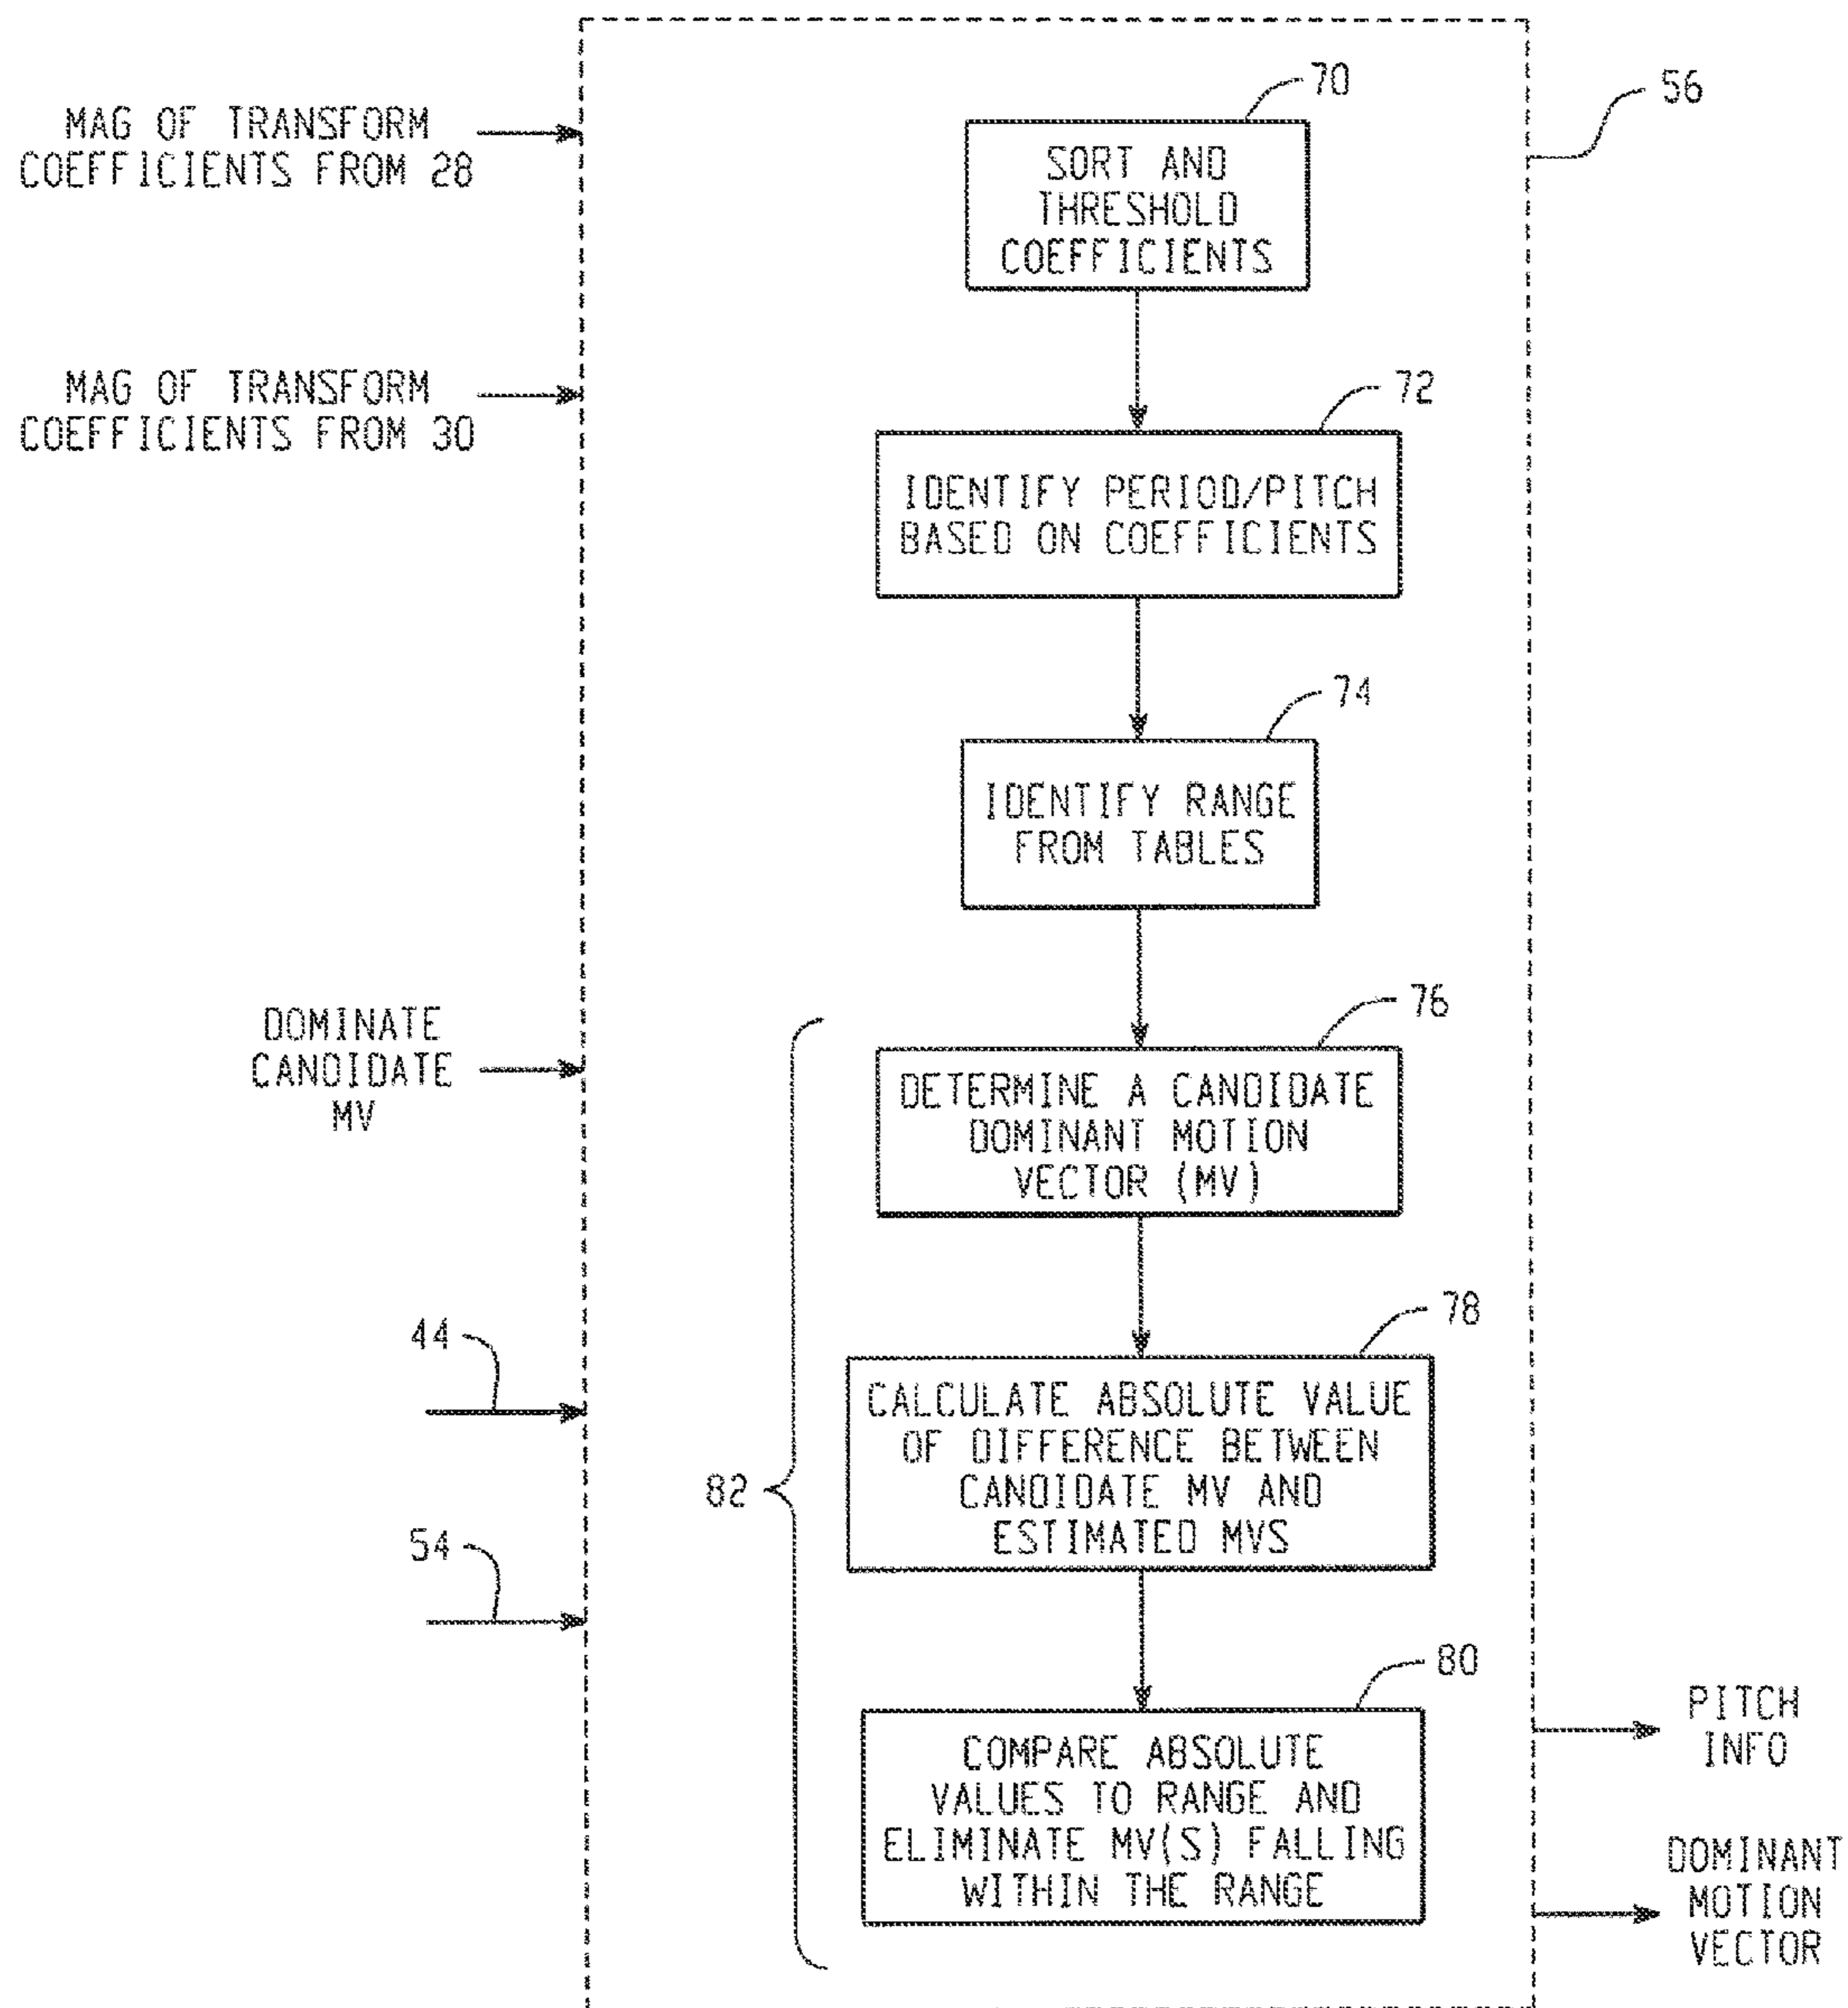 70
56
MAG OF TRANSFORM
COEFFICIENTS FROM 28
SORT AND
THRESHOLD
COEFFICIENTS
MAG OF TRANSFORM
COEFFICIENTS FROM 30
72
IDENTIFY PERIOD/PITCH
BASED ON COEFFICIENTS
74
IDENTIFY RANGE
FROM TABLES
76
DOMINATE
CANDIDATE
MV
DETERMINE A CANDIDATE
DOMINANT MOTION
VECTOR (MV)
78
44
CALCULATE ABSOLUTE VALUE
OF DIFFERENCE BETWEEN
CANDIDATE MV AND
ESTIMATED MVS
82
54
80
COMPARE ABSOLUTE
VALUES TO RANGE AND
ELIMINATE MV(S) FALLING
WITHIN THE RANGE
PITCH
INFO
DOMINANT
MOTION
VECTOR